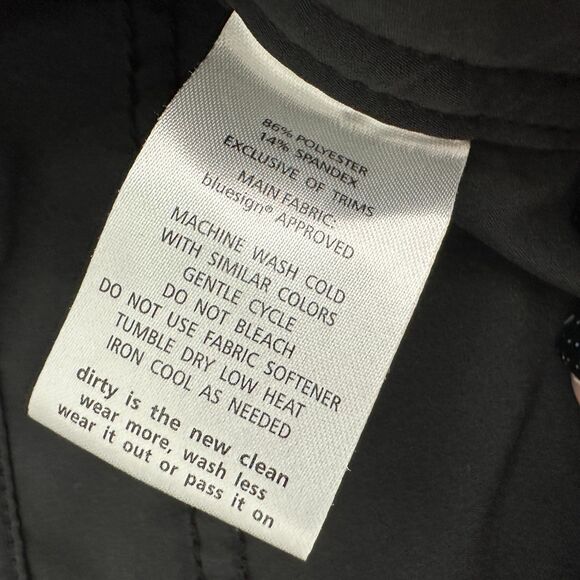 86% POLYESTER
14% SPANDEX
EXCLUSIVE OF TRIMS
MAIN FABRIC:
bluesign® APPROVED
MACHINE WASH COLD
WITH SIMILAR COLORS
GENTLE CYCLE
DO NOT BLEACH
DO NOT USE FABRIC SOFTENER
TUMBLE DRY LOW HEAT
IRON COOL AS NEEDED
dirty is the new clean
wear more, wash less
wear it out or pass it on